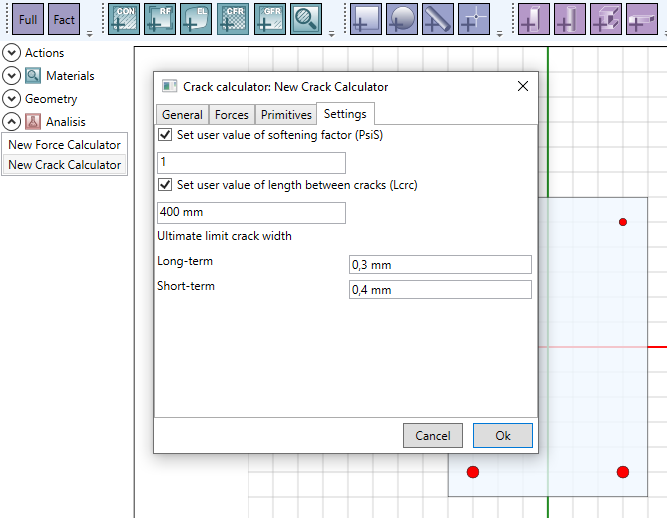 Full Fact CON RF EL CFR GFR
Actions
Materials
Geometry
Analisis
New Force Calculator
New Crack Calculator
Crack calculator: New Crack Calculator
General Forces Primitives Settings
Set user value of softening factor (PsiS)
1
Set user value of length between cracks (Lcrc)
400 mm
Ultimate limit crack width
Long-term 0,3 mm
Short-term 0,4 mm
Cancel Ok